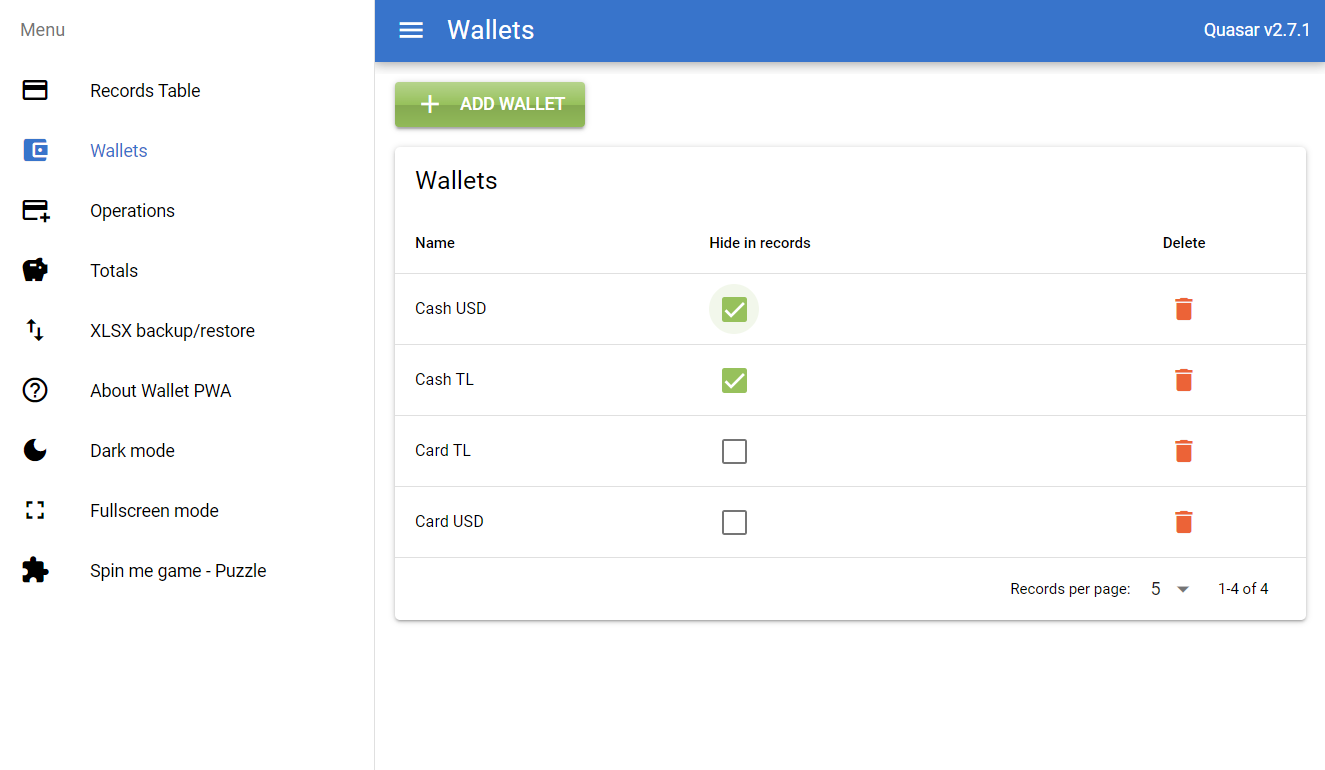 Menu
Records Table
Wallets
Operations
Totals
XLSX backup/restore
About Wallet PWA
Dark mode
Fullscreen mode
Spin me game - Puzzle
Wallets
Quasar v2.7.1
ADD WALLET
Wallets
Name Hide in records Delete
Cash USD
Cash TL
Card TL
Card USD
Records per page: 5 1-4 of 4